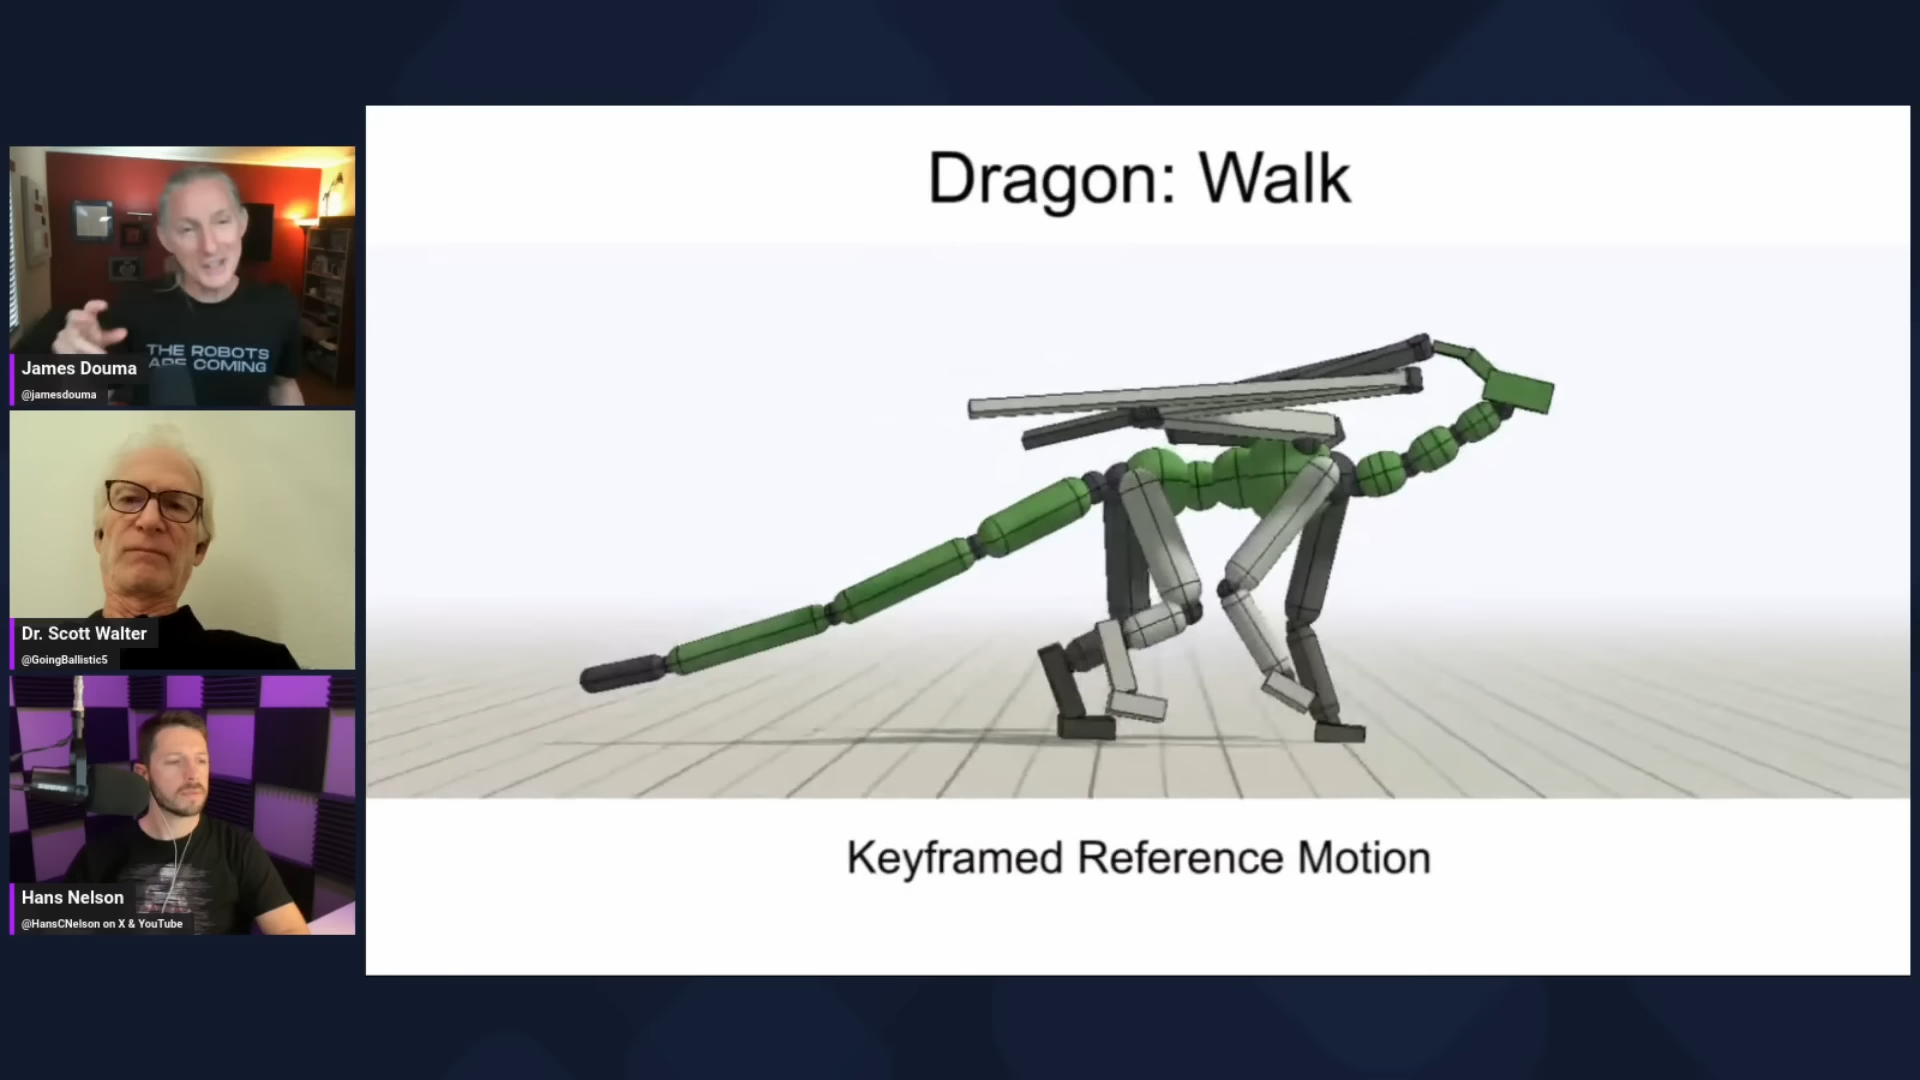 Dragon: Walk
THE ROBOTS
ARE COMING
James Douma
@jamesdouma
Dr. Scott Walter
@GoingBallistic5
Hans Nelson
@HansCNelson on X & YouTube
Keyframed Reference Motion